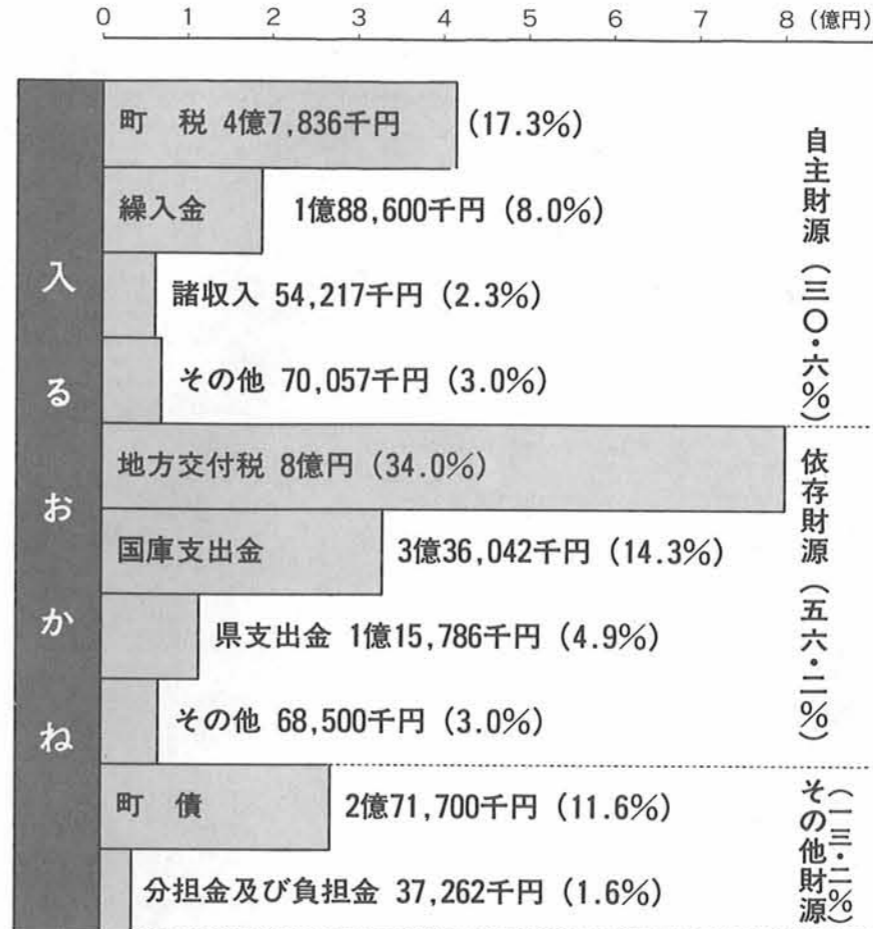 0 1 2 3 4 5 6 7 8 (億円)
入るおかね
町 税 4億7,836千円 (17.3%)
繰入金 1億88,600千円 (8.0%)
諸収入 54,217千円 (2.3%)
その他 70,057千円 (3.0%)
自主財源（三〇・六%）
地方交付税 8億円 (34.0%)
国庫支出金 3億36,042千円 (14.3%)
県支出金 1億15,786千円 (4.9%)
その他 68,500千円 (3.0%)
依存財源（五六・二%）
町 債 2億71,700千円 (11.6%)
分担金及び負担金 37,262千円 (1.6%)
その他財源（一三・二%）